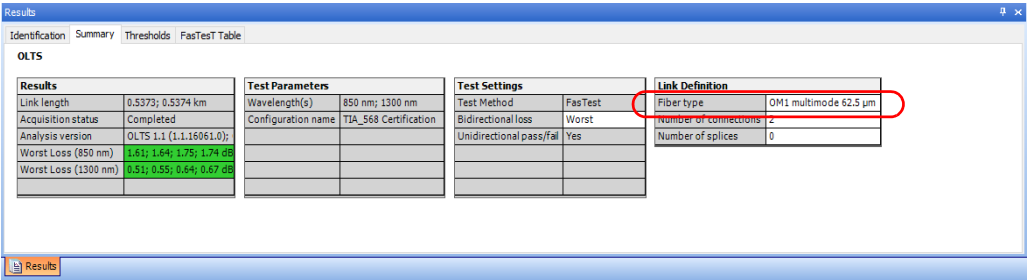 Results
Identification Summary Thresholds FasTesT Table
OLTS
Results
Link length 0.5373; 0.5374 km
Acquisition status Completed
Analysis version OLTS 1.1 (1.1.16061.0);
Worst Loss (850 nm) 1.61; 1.64; 1.75; 1.74 dB
Worst Loss (1300 nm) 0.51; 0.55; 0.64; 0.67 dB
Test Parameters
Wavelength(s) 850 nm; 1300 nm
Configuration name TIA_568 Certification
Test Settings
Test Method FasTest
Bidirectional loss Worst
Unidirectional pass/fail Yes
Link Definition
Fiber type OM1 multimode 62.5 µm
Number of connections 2
Number of splices 0
Results